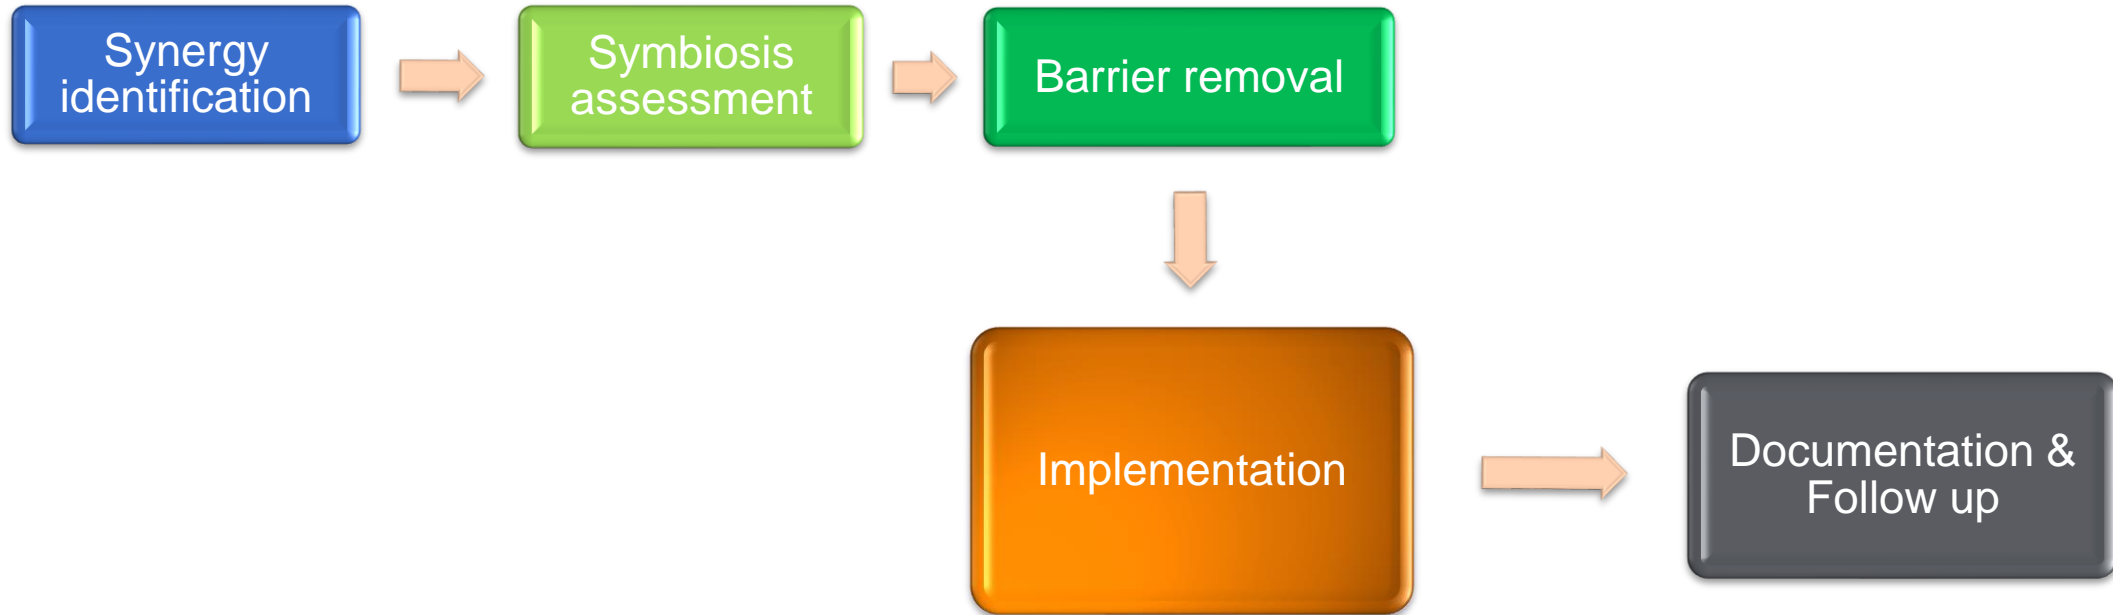 Synergy
identification
Symbiosis
assessment
Barrier removal
Implementation
Documentation &
Follow up